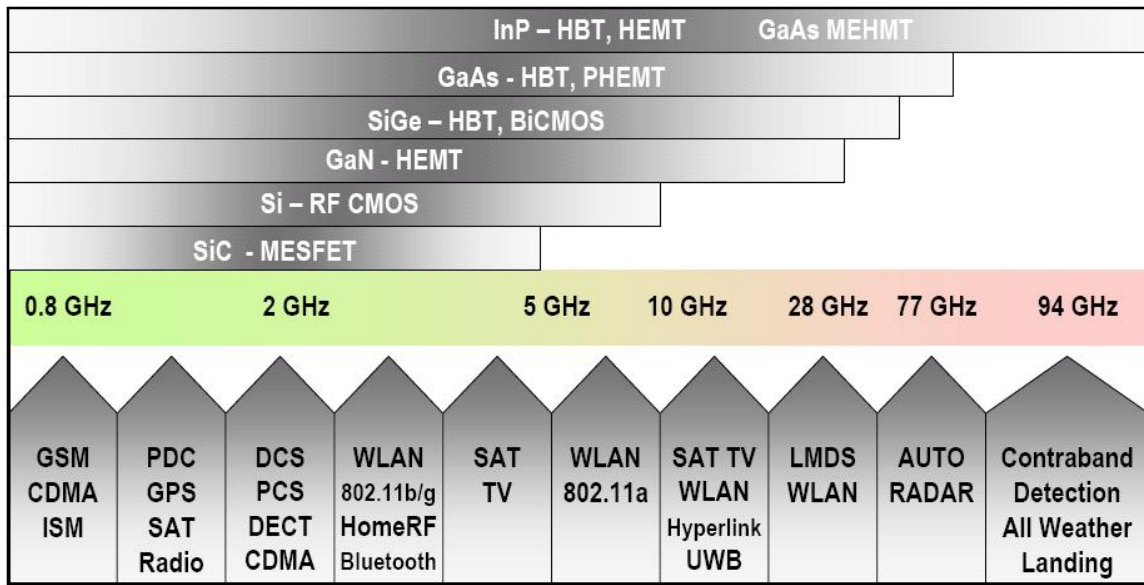 InP – HBT, HEMT GaAs MEHMT
GaAs - HBT, PHEMT
SiGe – HBT, BiCMOS
GaN - HEMT
Si – RF CMOS
SiC - MESFET
0.8 GHz 2 GHz 5 GHz 10 GHz 28 GHz 77 GHz 94 GHz
GSM
CDMA
ISM
PDC
GPS
SAT
Radio
DCS
PCS
DECT
CDMA
WLAN
802.11b/g
HomeRF
Bluetooth
SAT
TV
WLAN
802.11a
SAT TV
WLAN
Hyperlink
UWB
LMDS
WLAN
AUTO
RADAR
Contraband
Detection
All Weather
Landing